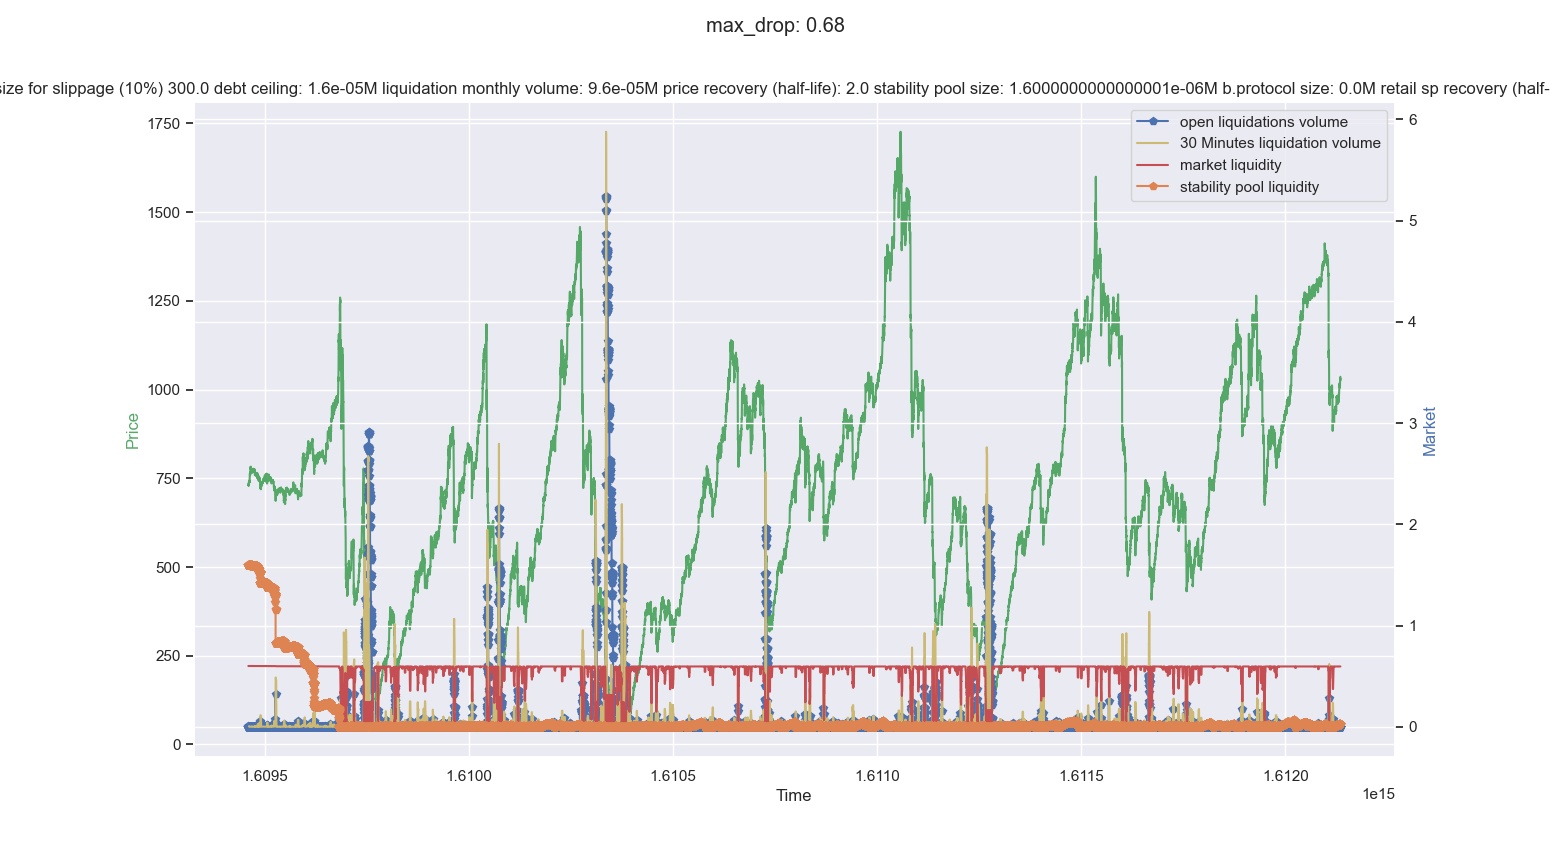 max_drop: 0.68
size for slippage (10%) 300.0 debt ceiling: 1.6e-05M liquidation monthly volume: 9.6e-05M price recovery (half-life): 2.0 stability pool size: 1.6000000000000001e-06M b.protocol size: 0.0M retail sp recovery (half-
open liquidations volume
30 Minutes liquidation volume
market liquidity
stability pool liquidity
Price
1750
1500
1250
1000
750
500
250
0
6
5
4
3
2
1
0
Market
1.6095
1.6100
1.6105
1.6110
1.6115
1.6120
1e15
Time